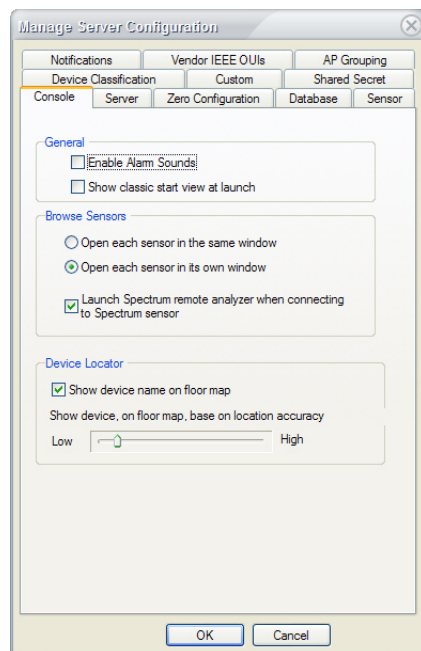 Manage Server Configuration
Notifications Vendor IEEE OUIs AP Grouping
Device Classification Custom Shared Secret
Console Server Zero Configuration Database Sensor
General
Enable Alarm Sounds
Show classic start view at launch
Browse Sensors
Open each sensor in the same window
Open each sensor in its own window
Launch Spectrum remote analyzer when connecting
to Spectrum sensor
Device Locator
Show device name on floor map
Show device, on floor map, base on location accuracy
Low High
OK Cancel